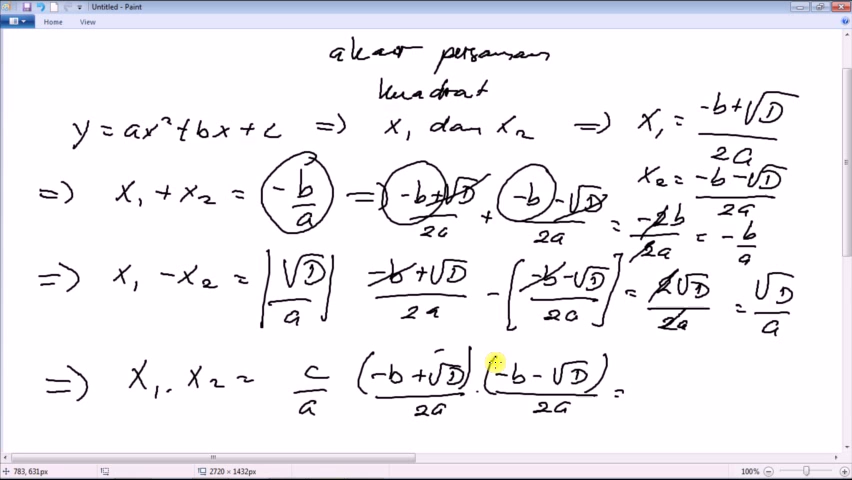 Untitled - Paint
Home View
akar persamaan
kuadrat
y = ax² + bx + c ⇒ x₁ dan x₂ ⇒ x₁ = (-b+√D)/2a
x₂ = (-b-√D)/2a
⇒ x₁ + x₂ = -b/a ⇒ (-b+√D)/2a + (-b-√D)/2a = -2b/2a = -b/a
⇒ x₁ - x₂ = |√D/a| (-b+√D)/2a - [(-b-√D)/2a] = 2√D/2a = √D/a
⇒ x₁ . x₂ = c/a (-b+√D)/2a . (-b-√D)/2a =
783, 631px 2720 × 1432px 100%